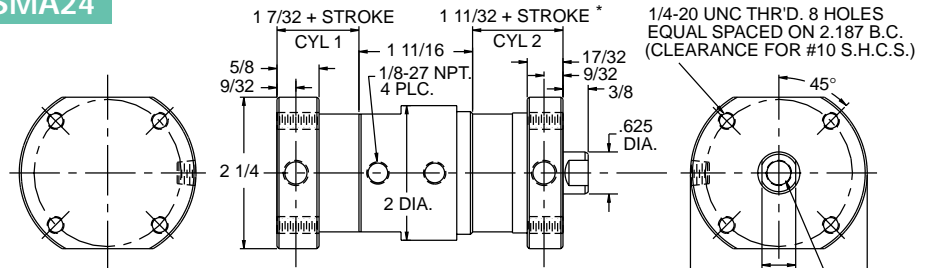 SMA24
1 7/32 + STROKE
CYL 1
1 11/16
1 11/32 + STROKE *
CYL 2
5/8
9/32
1/8-27 NPT.
4 PLC.
17/32
9/32
3/8
.625
DIA.
2 1/4
2 DIA.
1/4-20 UNC THR'D. 8 HOLES
EQUAL SPACED ON 2.187 B.C.
(CLEARANCE FOR #10 S.H.C.S.)
45°